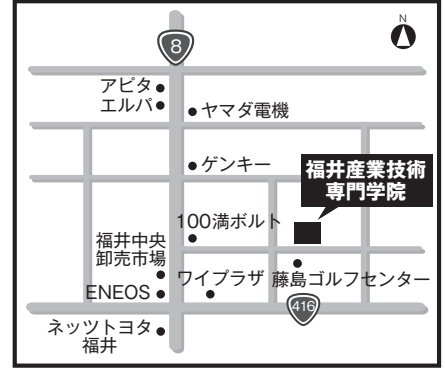 N
8
アピタ
エルパ
ヤマダ電機
ゲンキー
福井産業技術
専門学院
100満ボルト
福井中央
卸売市場
ワイプラザ
藤島ゴルフセンター
ENEOS
416
ネッツトヨタ
福井